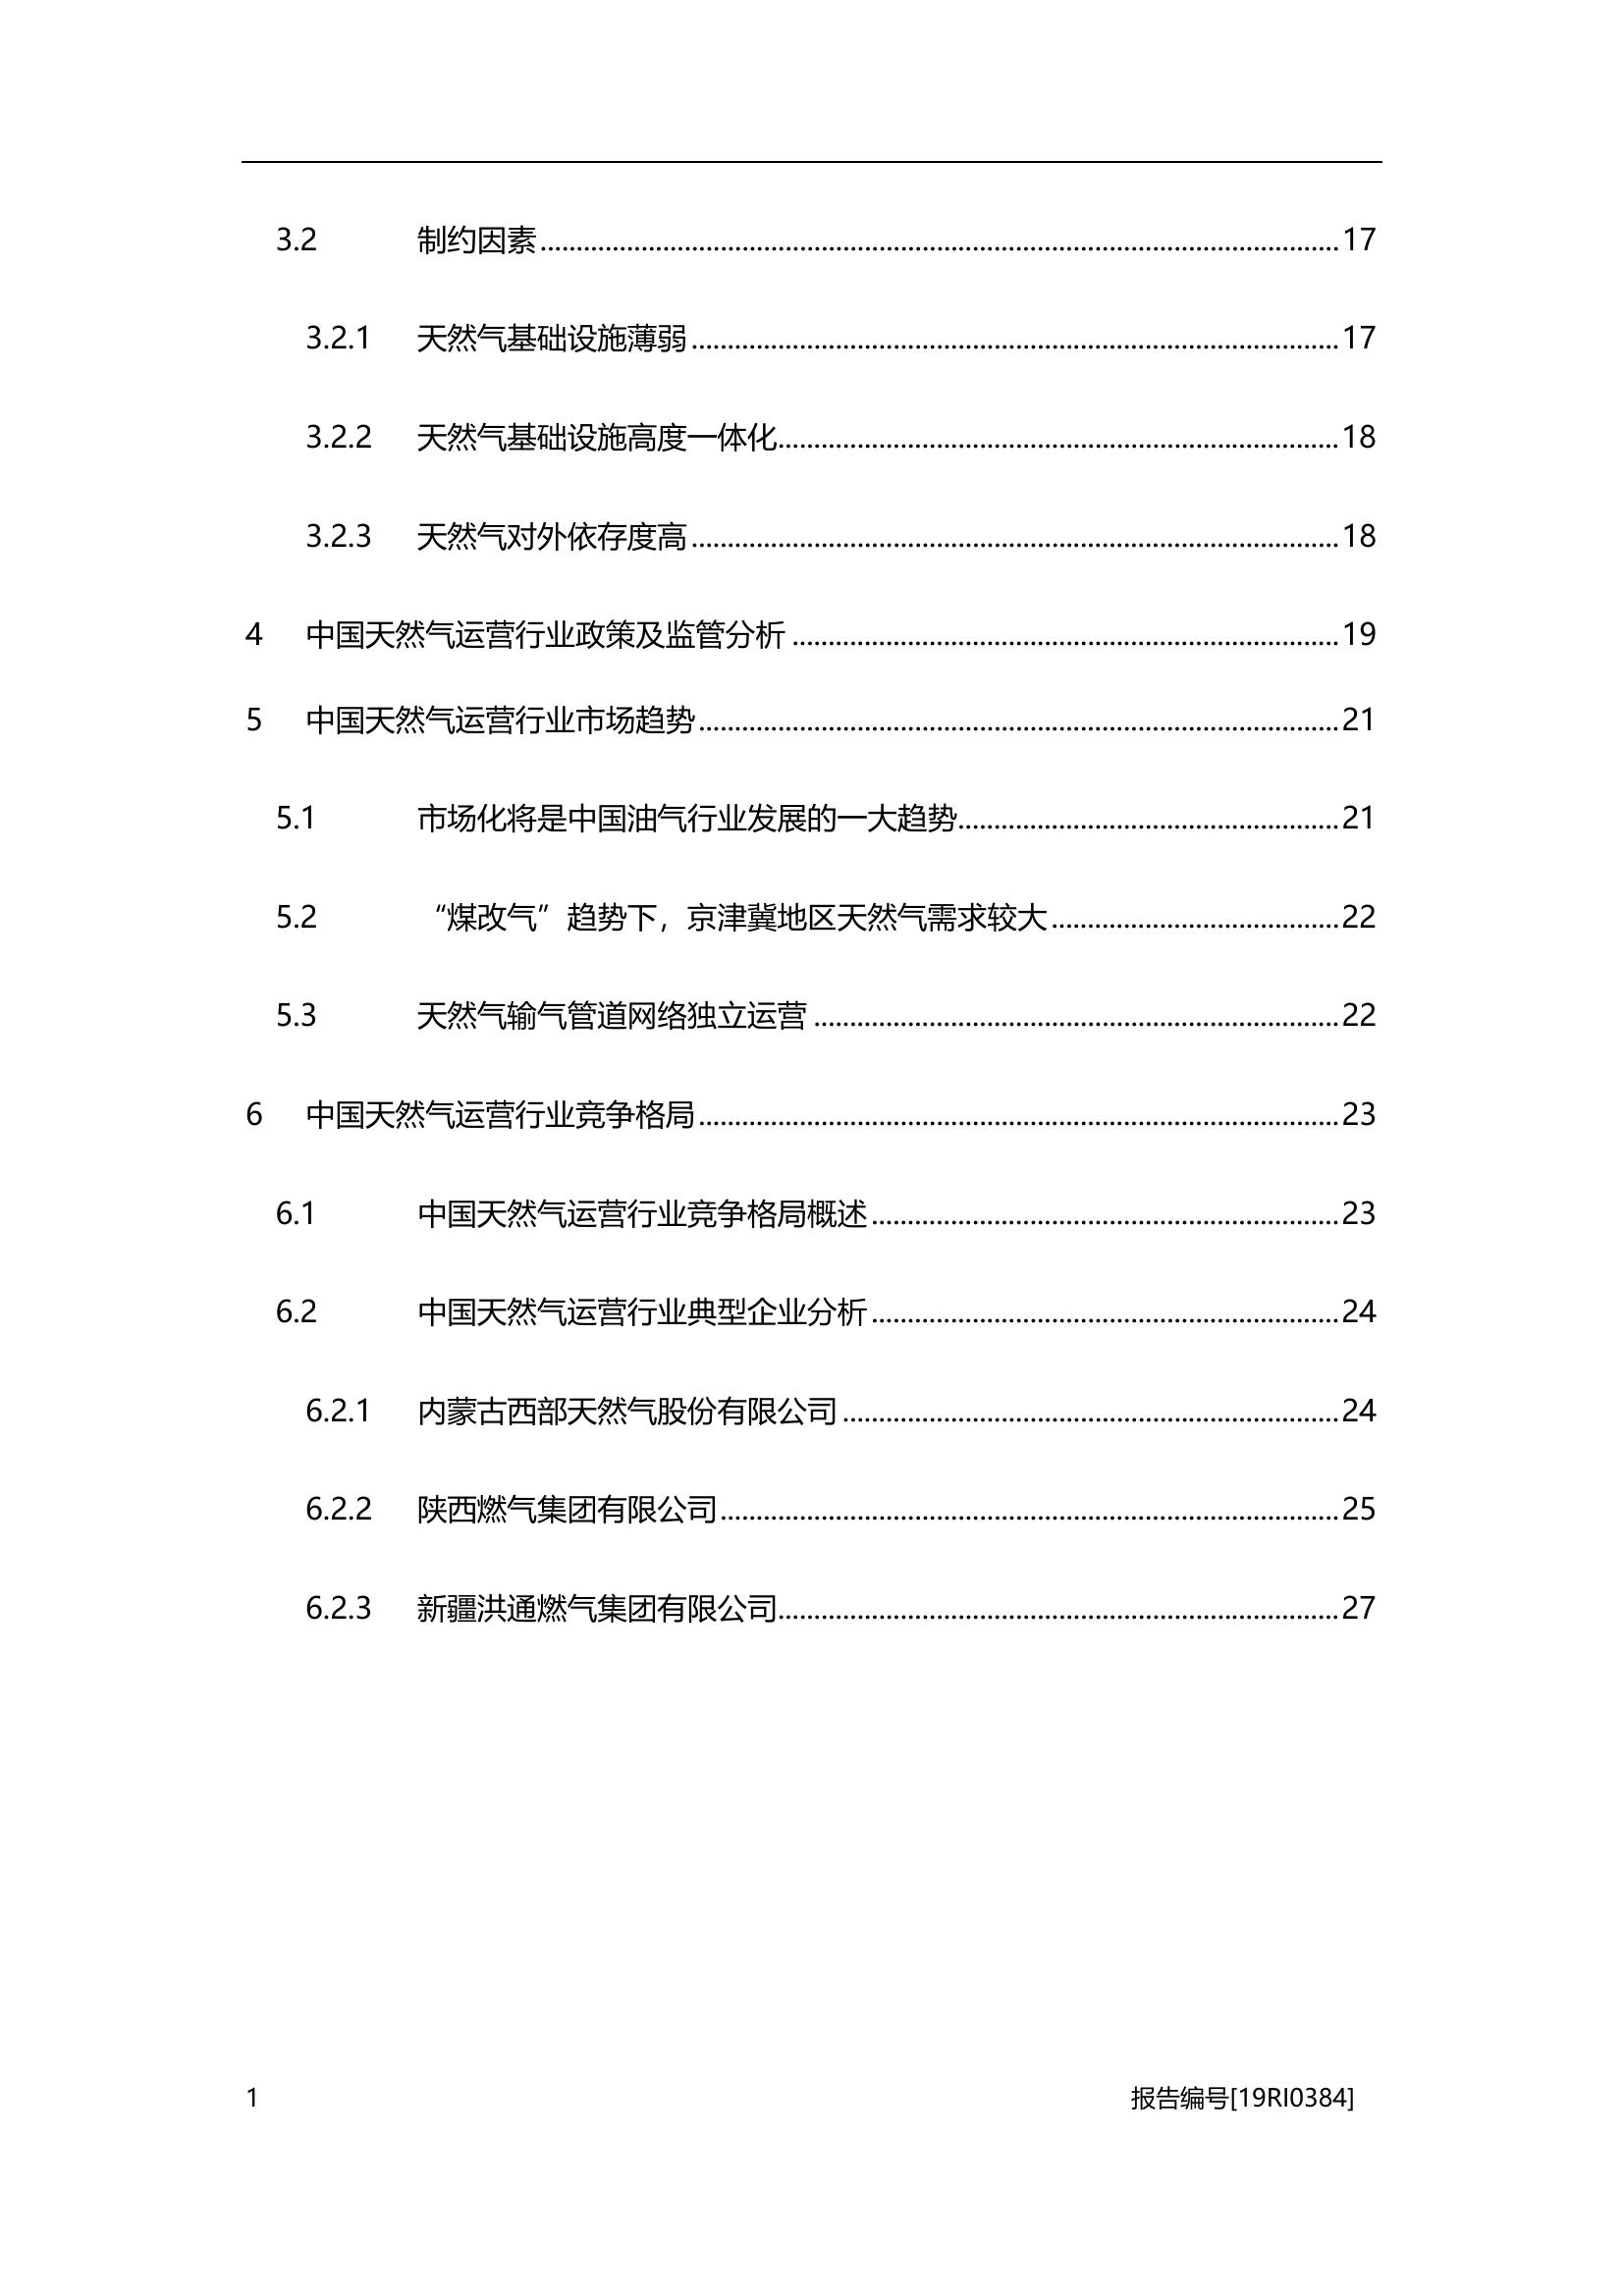 3.2 制约因素 17
3.2.1 天然气基础设施薄弱 17
3.2.2 天然气基础设施高度一体化 18
3.2.3 天然气对外依存度高 18
4 中国天然气运营行业政策及监管分析 19
5 中国天然气运营行业市场趋势 21
5.1 市场化将是中国油气行业发展的一大趋势 21
5.2 “煤改气”趋势下，京津冀地区天然气需求较大 22
5.3 天然气输气管道网络独立运营 22
6 中国天然气运营行业竞争格局 23
6.1 中国天然气运营行业竞争格局概述 23
6.2 中国天然气运营行业典型企业分析 24
6.2.1 内蒙古西部天然气股份有限公司 24
6.2.2 陕西燃气集团有限公司 25
6.2.3 新疆洪通燃气集团有限公司 27
1 报告编号[19RI0384]